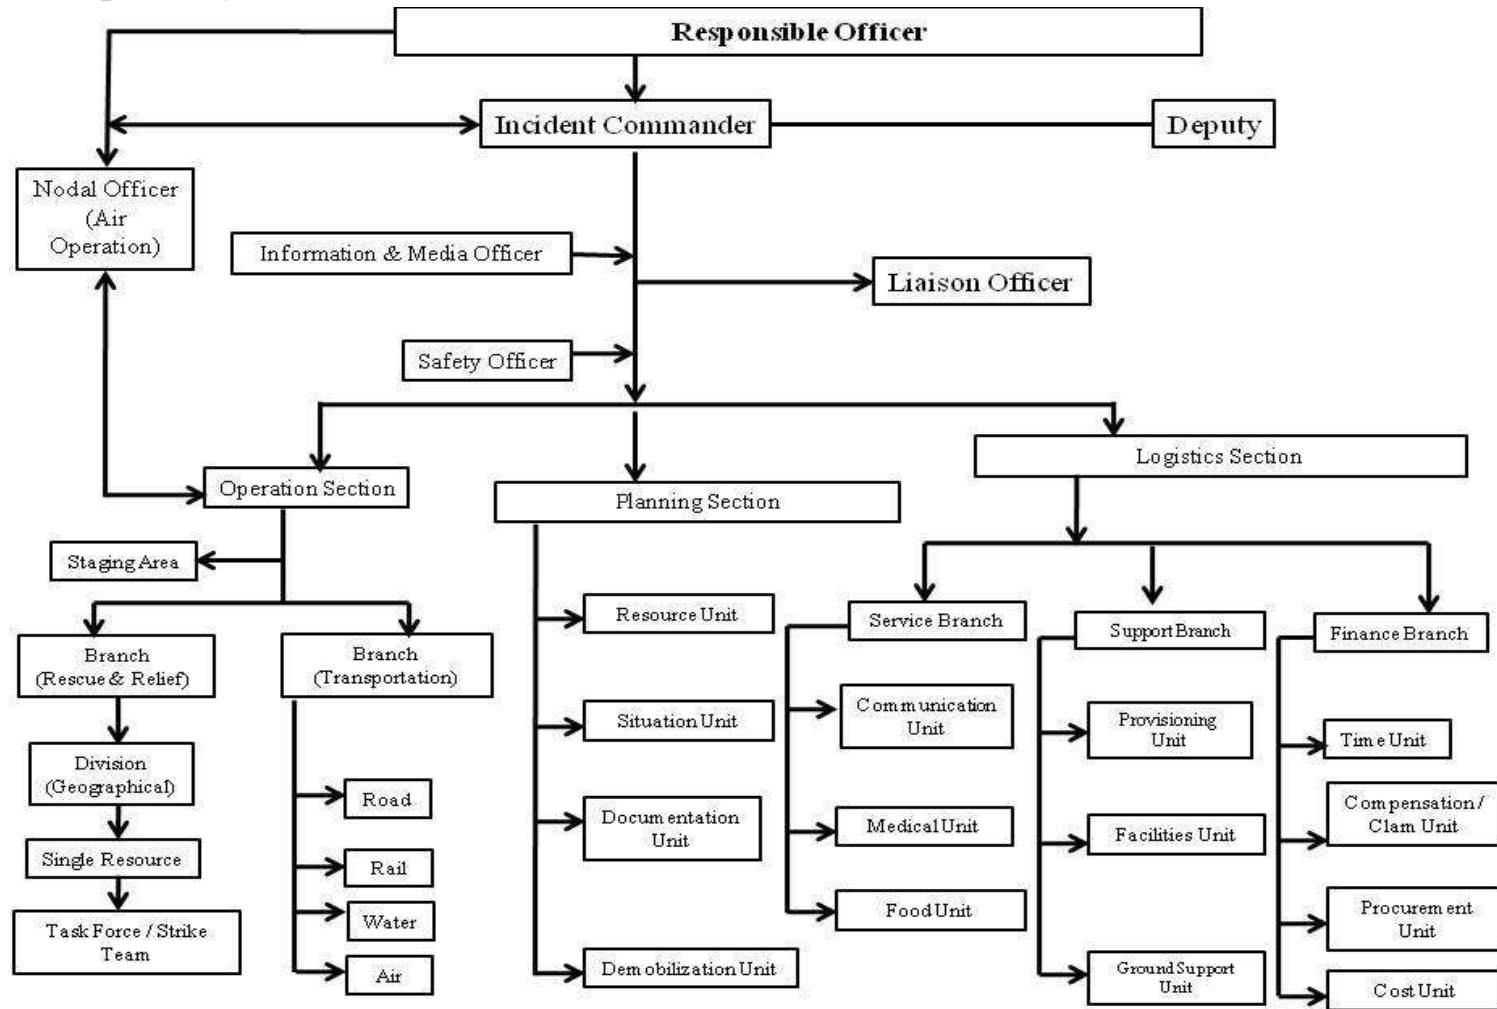 Responsible Officer
Incident Commander
Deputy
Nodal Officer
(Air
Operation)
Information & Media Officer
Liaison Officer
Safety Officer
Operation Section
Planning Section
Logistics Section
Staging Area
Branch
(Rescue & Relief)
Branch
(Transportation)
Division
(Geographical)
Single Resource
Task Force / Strike
Team
Road
Rail
Water
Air
Resource Unit
Situation Unit
Documentation
Unit
Demobilization Unit
Service Branch
Communication
Unit
Medical Unit
Food Unit
Support Branch
Provisioning
Unit
Facilities Unit
Ground Support
Unit
Finance Branch
Time Unit
Compensation /
Clam Unit
Procurement
Unit
Cost Unit